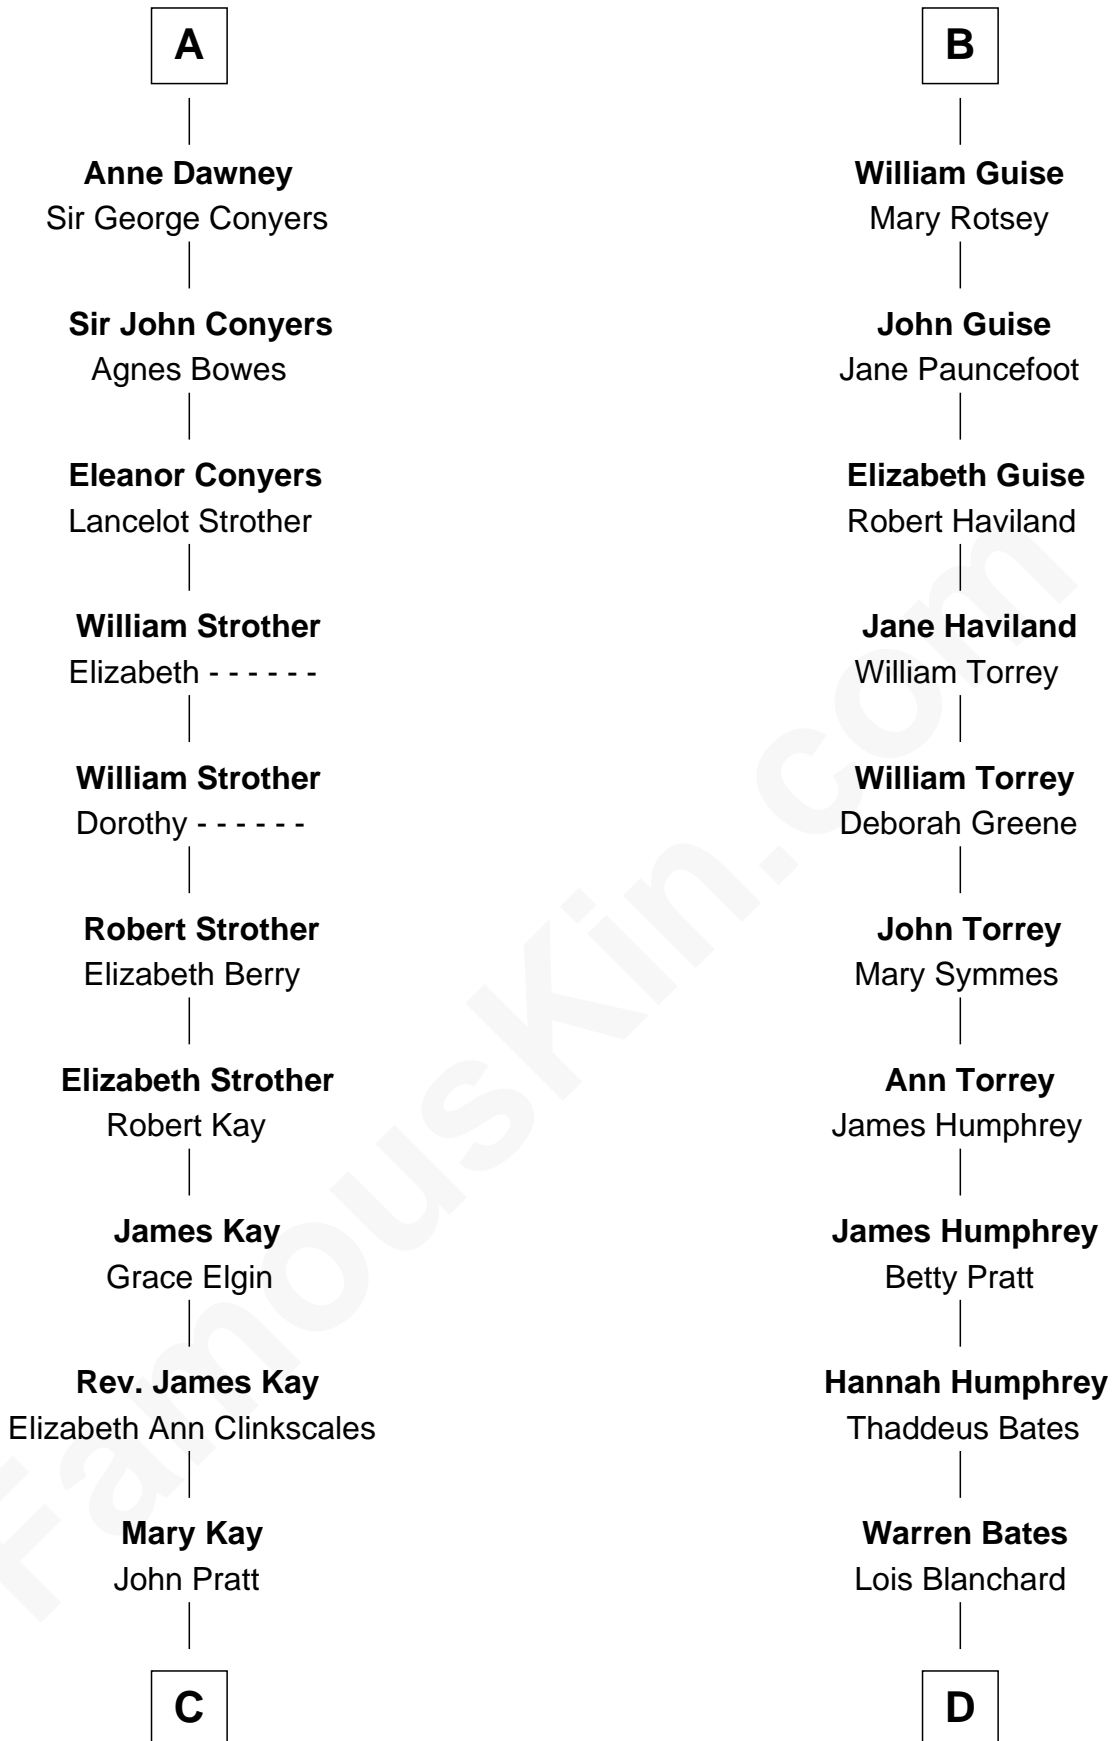 A
Anne Dawney
Sir George Conyers
Sir John Conyers
Agnes Bowes
Eleanor Conyers
Lancelot Strother
William Strother
Elizabeth - - - - - -
William Strother
Dorothy - - - - - -
Robert Strother
Elizabeth Berry
Elizabeth Strother
Robert Kay
James Kay
Grace Elgin
Rev. James Kay
Elizabeth Ann Clinkscales
Mary Kay
John Pratt
C
B
William Guise
Mary Rotsey
John Guise
Jane Pauncefoot
Elizabeth Guise
Robert Haviland
Jane Haviland
William Torrey
William Torrey
Deborah Greene
John Torrey
Mary Symmes
Ann Torrey
James Humphrey
James Humphrey
Betty Pratt
Hannah Humphrey
Thaddeus Bates
Warren Bates
Lois Blanchard
D
FamousKin.com